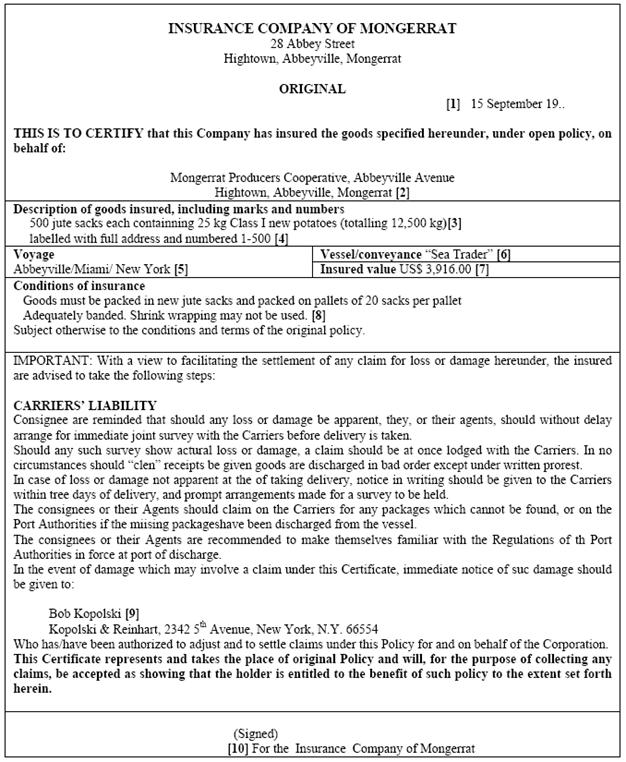 INSURANCE COMPANY OF MONGERRAT
28 Abbey Street
Hightown, Abbeyville, Mongerrat
ORIGINAL
[1] 15 September 19..
THIS IS TO CERTIFY that this Company has insured the goods specified hereunder, under open policy, on
behalf of:
Mongerrat Producers Cooperative, Abbeyville Avenue
Hightown, Abbeyville, Mongerrat [2]
Description of goods insured, including marks and numbers
500 jute sacks each containning 25 kg Class I new potatoes (totalling 12,500 kg)[3]
labelled with full address and numbered 1-500 [4]
Voyage
Abbeyville/Miami/ New York [5]
Vessel/conveyance “Sea Trader” [6]
Insured value US$ 3,916.00 [7]
Conditions of insurance
Goods must be packed in new jute sacks and packed on pallets of 20 sacks per pallet
Adequately banded. Shrink wrapping may not be used. [8]
Subject otherwise to the conditions and terms of the original policy.
IMPORTANT: With a view to facilitating the settlement of any claim for loss or damage hereunder, the insured
are advised to take the following steps:
CARRIERS’ LIABILITY
Consignee are reminded that should any loss or damage be apparent, they, or their agents, should without delay
arrange for immediate joint survey with the Carriers before delivery is taken.
Should any such survey show actural loss or damage, a claim should be at once lodged with the Carriers. In no
circumstances should “clen” receipts be given goods are discharged in bad order except under written prorest.
In case of loss or damage not apparent at the of taking delivery, notice in writing should be given to the Carriers
within tree days of delivery, and prompt arrangements made for a survey to be held.
The consignees or their Agents should claim on the Carriers for any packages which cannot be found, or on the
Port Authorities if the miising packageshave been discharged from the vessel.
The consignees or their Agents are recommended to make themselves familiar with the Regulations of th Port
Authorities in force at port of discharge.
In the event of damage which may involve a claim under this Certificate, immediate notice of suc damage should
be given to:
Bob Kopolski [9]
Kopolski & Reinhart, 2342 5th Avenue, New York, N.Y. 66554
Who has/have been authorized to adjust and to settle claims under this Policy for and on behalf of the Corporation.
This Certificate represents and takes the place of original Policy and will, for the purpose of collecting any
claims, be accepted as showing that the holder is entitled to the benefit of such policy to the extent set forth
herein.
(Signed)
[10] For the Insurance Company of Mongerrat